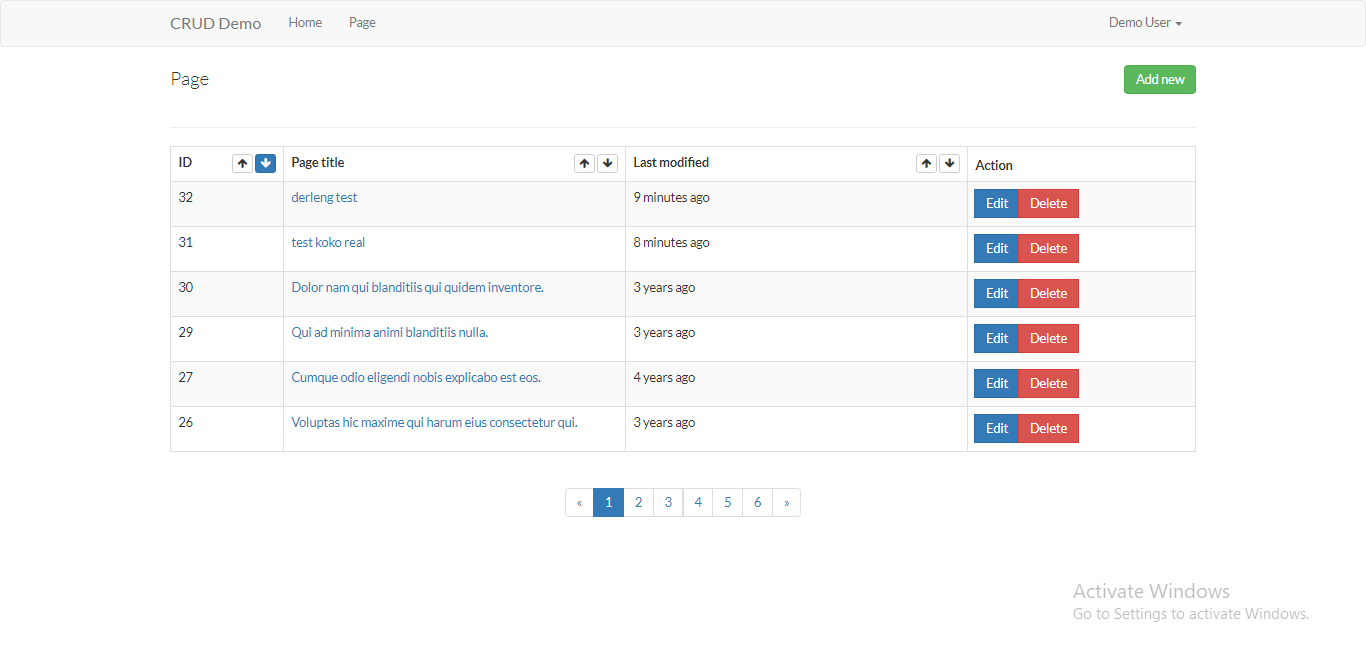 CRUD Demo Home Page Demo User
Page Add new
ID Page title Last modified Action
32 derleng test 9 minutes ago Edit Delete
31 test koko real 8 minutes ago Edit Delete
30 Dolor nam qui blanditiis qui quidem inventore. 3 years ago Edit Delete
29 Qui ad minima animi blanditiis nulla. 3 years ago Edit Delete
27 Cumque odio eligendi nobis explicabo est eos. 4 years ago Edit Delete
26 Voluptas hic maxime qui harum eius consectetur qui. 3 years ago Edit Delete
« 1 2 3 4 5 6 »
Activate Windows
Go to Settings to activate Windows.